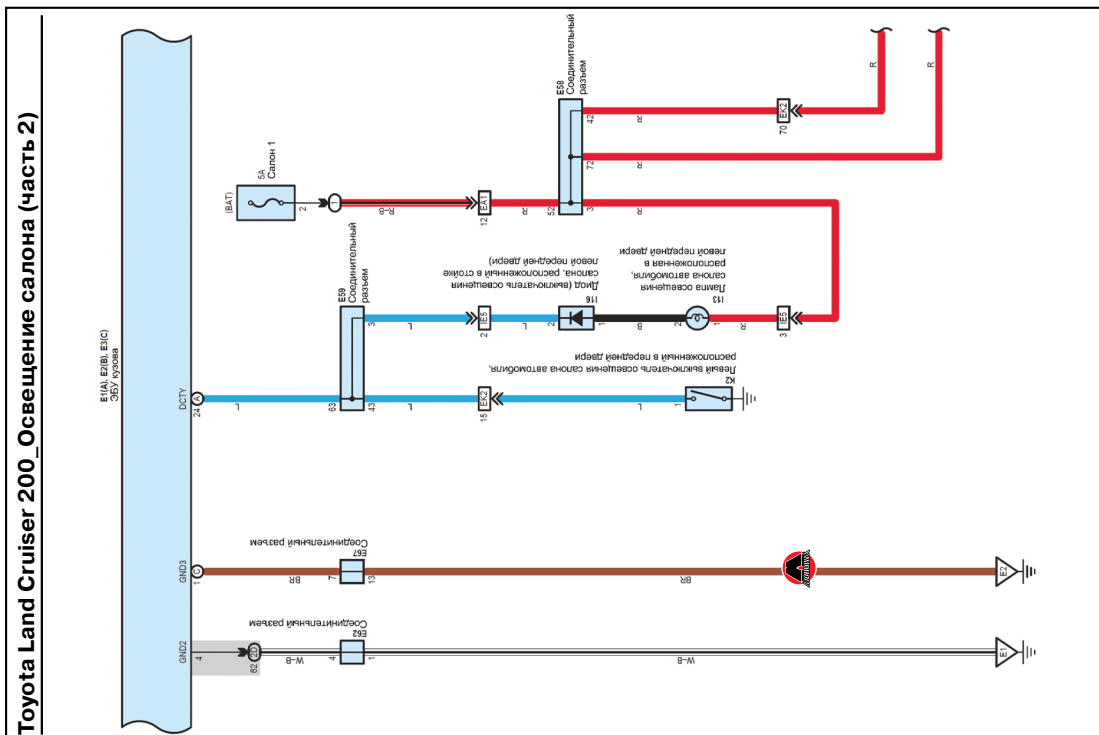 Toyota Land Cruiser 200_Освещение салона (часть 2)
E1(A), E2(B), E3(C)
ЭБУ кузова
(BAT)
5A
Салон 1
2
1
R–B
12
EA1
R
52
E58
Соединительный
разъем
42
R
70
EK2
R
72
R
R
3
R
E59
Соединительный
разъем
3
L
2
IE5
L
2
I16
Диод (выключатель освещения
салона, расположенный в стойке
левой передней двери)
1
B
2
I13
Лампа освещения
салона автомобиля,
расположенная в
левой передней двери
1
R
3
IE5
DCTY
24
A
L
63
43
L
15
EK2
L
1
K2
Левый выключатель освещения салона автомобиля,
расположенный в передней двери
GND3
1
C
BR
7
E67
Соединительный разъем
13
BR
E2
GND2
4
62
2D
W–B
4
E62
Соединительный разъем
1
W–B
E1